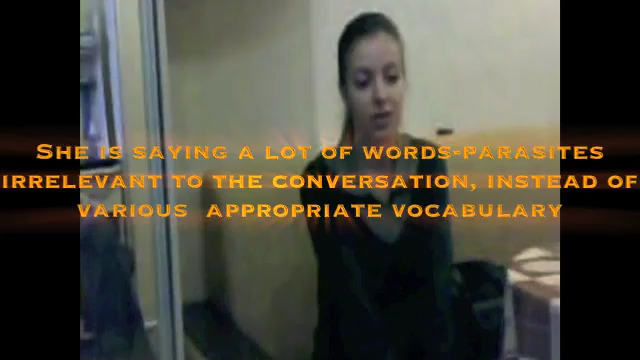 She is saying a lot of words-parasites
irrelevant to the conversation, instead of
various  appropriate vocabulary